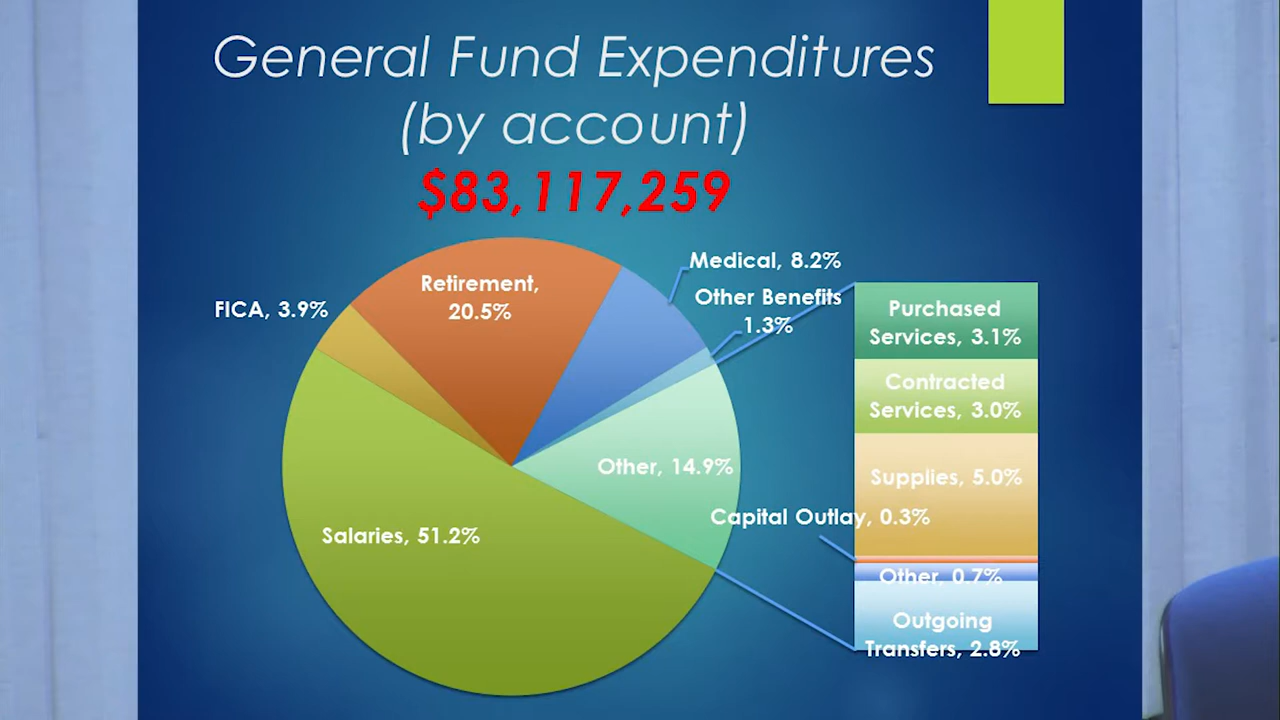 General Fund Expenditures
(by account)
$83,117,259
Medical, 8.2%
Retirement,
20.5%
Other Benefits
1.3%
FICA, 3.9%
Purchased
Services, 3.1%
Contracted
Services, 3.0%
Other, 14.9%
Supplies, 5.0%
Capital Outlay, 0.3%
Salaries, 51.2%
Other, 0.7%
Outgoing
Transfers, 2.8%